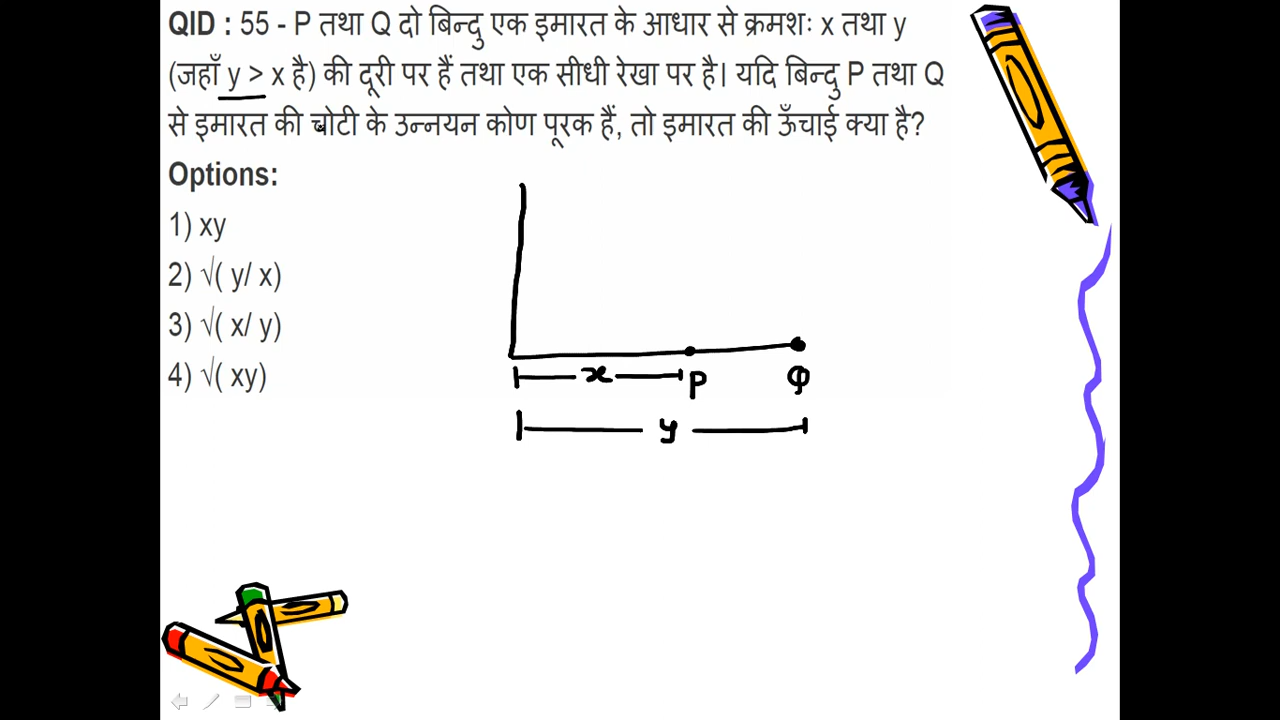 QID : 55 - P तथा Q दो बिन्दु एक इमारत के आधार से क्रमशः x तथा y
(जहाँ y > x है) की दूरी पर हैं तथा एक सीधी रेखा पर है। यदि बिन्दु P तथा Q
से इमारत की चोटी के उन्नयन कोण पूरक हैं, तो इमारत की ऊँचाई क्या है?
Options:
1) xy
2) √( y/ x)
3) √( x/ y)
4) √( xy)
x P Q
y